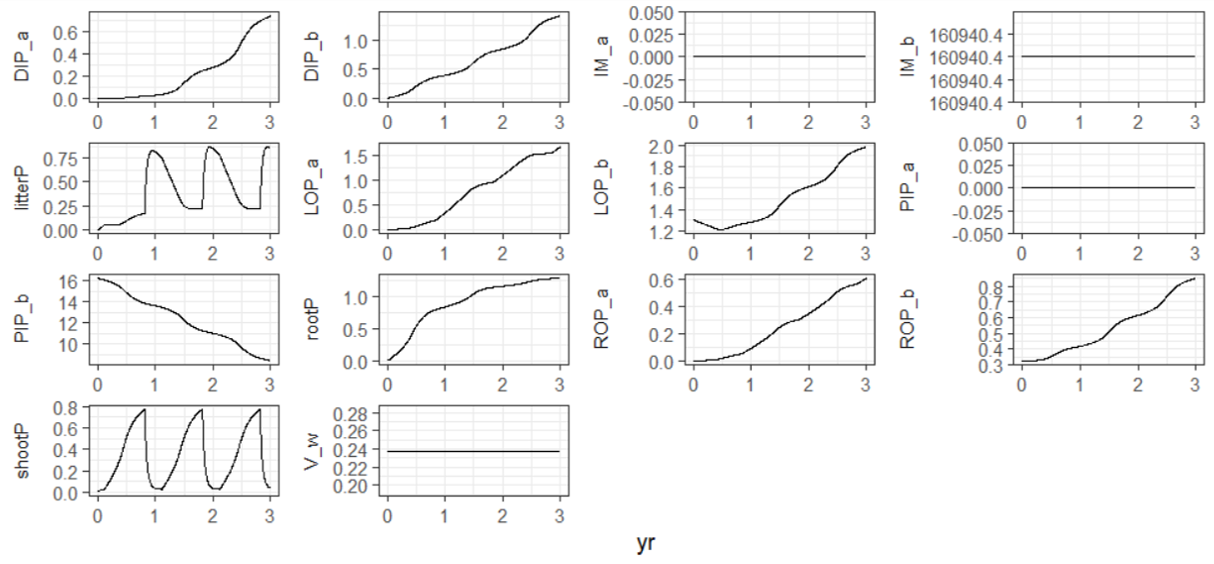 DIP_a
0.6
0.4
0.2
0.0
0 1 2 3
DIP_b
1.0
0.5
0.0
0 1 2 3
IM_a
0.050
0.025
0.000
-0.025
-0.050
0 1 2 3
IM_b
160940.4
160940.4
160940.4
160940.4
0 1 2 3
litterP
0.75
0.50
0.25
0.00
0 1 2 3
LOP_a
1.5
1.0
0.5
0.0
0 1 2 3
LOP_b
2.0
1.8
1.6
1.4
1.2
0 1 2 3
PIP_a
0.050
0.025
0.000
-0.025
-0.050
0 1 2 3
PIP_b
16
14
12
10
0 1 2 3
rootP
1.0
0.5
0.0
0 1 2 3
ROP_a
0.6
0.4
0.2
0.0
0 1 2 3
ROP_b
0.8
0.7
0.6
0.5
0.4
0.3
0 1 2 3
shootP
0.8
0.6
0.4
0.2
0.0
0 1 2 3
V_w
0.28
0.26
0.24
0.22
0.20
0 1 2 3
yr